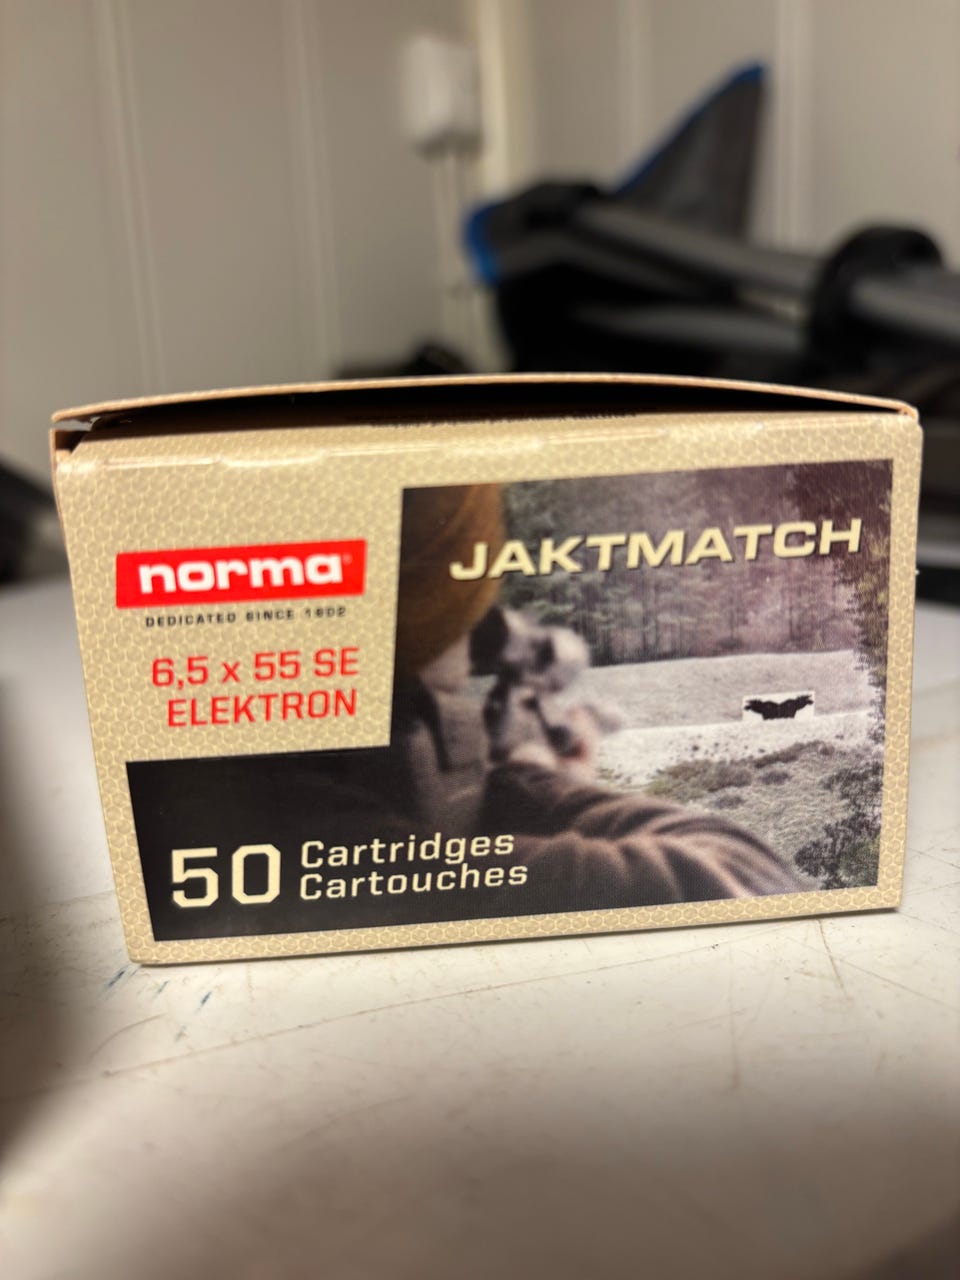 norma
DEDICATED SINCE 1902
6,5 x 55 SE
ELEKTRON
JAKTMATCH
50 Cartridges
Cartouches